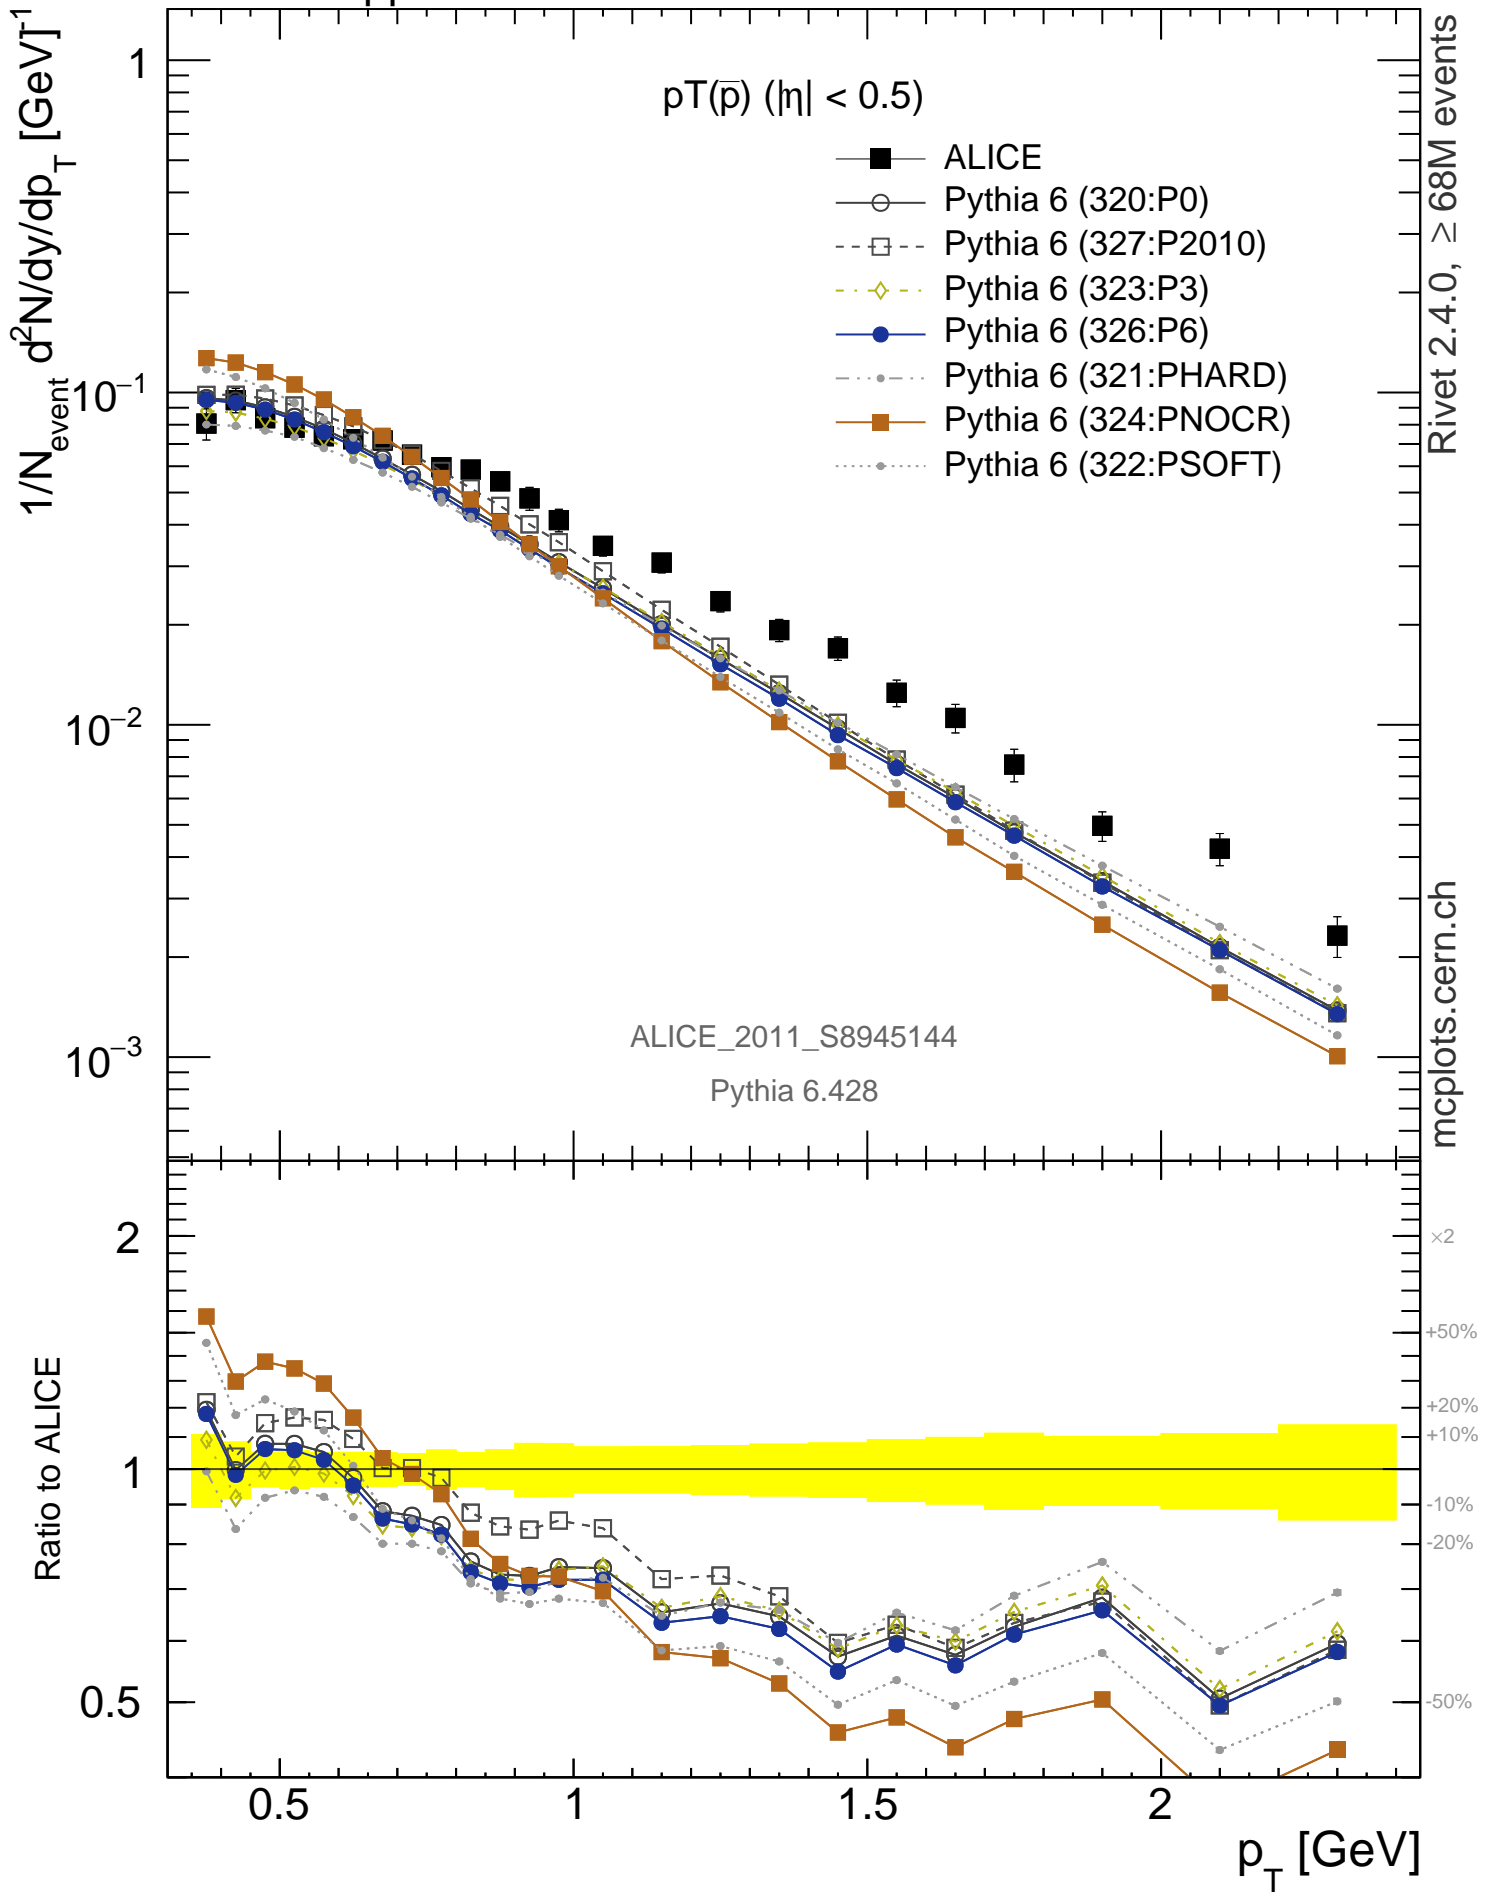 pp
1/N_event d²N/dy/dp_T [GeV]⁻¹
pT(p̅) (|η| < 0.5)
ALICE
Pythia 6 (320:P0)
Pythia 6 (327:P2010)
Pythia 6 (323:P3)
Pythia 6 (326:P6)
Pythia 6 (321:PHARD)
Pythia 6 (324:PNOCR)
Pythia 6 (322:PSOFT)
1
10⁻¹
10⁻²
10⁻³
ALICE_2011_S8945144
Pythia 6.428
Rivet 2.4.0, ≥ 68M events
mcplots.cern.ch
Ratio to ALICE
2
1
0.5
×2
+50%
+20%
+10%
-10%
-20%
-50%
0.5
1
1.5
2
p_T [GeV]